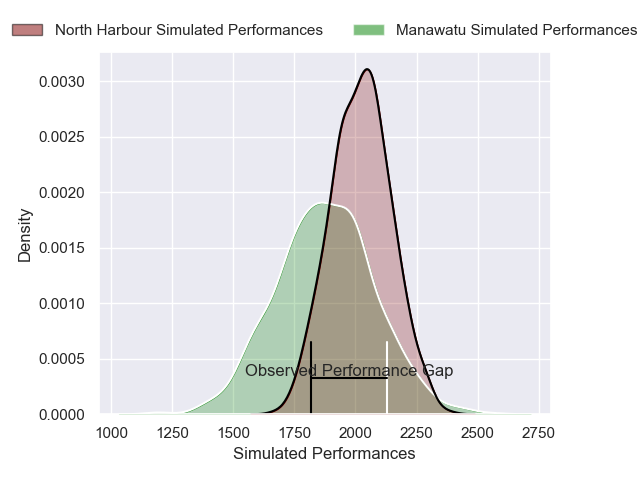 North Harbour Simulated Performances
Manawatu Simulated Performances
0.0030
0.0025
0.0020
0.0015
0.0010
0.0005
0.0000
Density
Observed Performance Gap
1000 1250 1500 1750 2000 2250 2500 2750
Simulated Performances